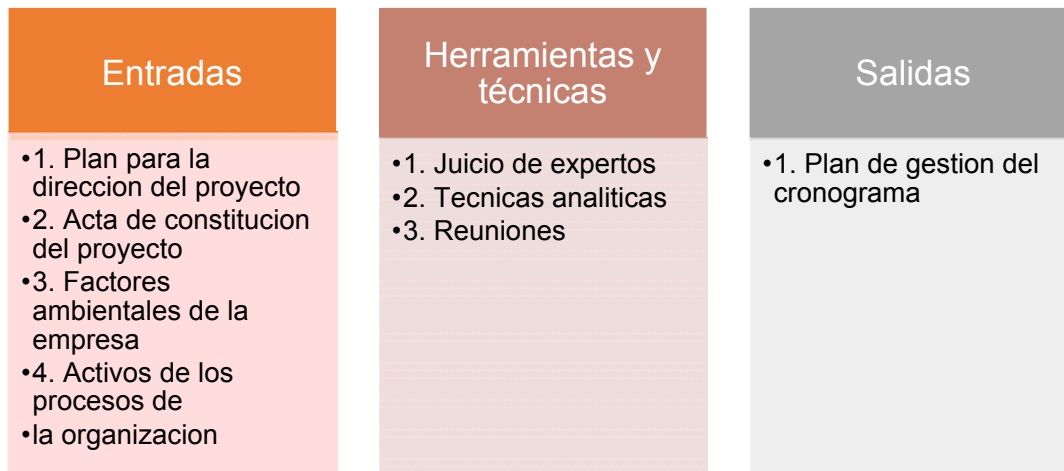 Entradas
•1. Plan para la
direccion del proyecto
•2. Acta de constitucion
del proyecto
•3. Factores
ambientales de la
empresa
•4. Activos de los
procesos de
•la organizacion
Herramientas y
técnicas
•1. Juicio de expertos
•2. Tecnicas analiticas
•3. Reuniones
Salidas
•1. Plan de gestion del
cronograma